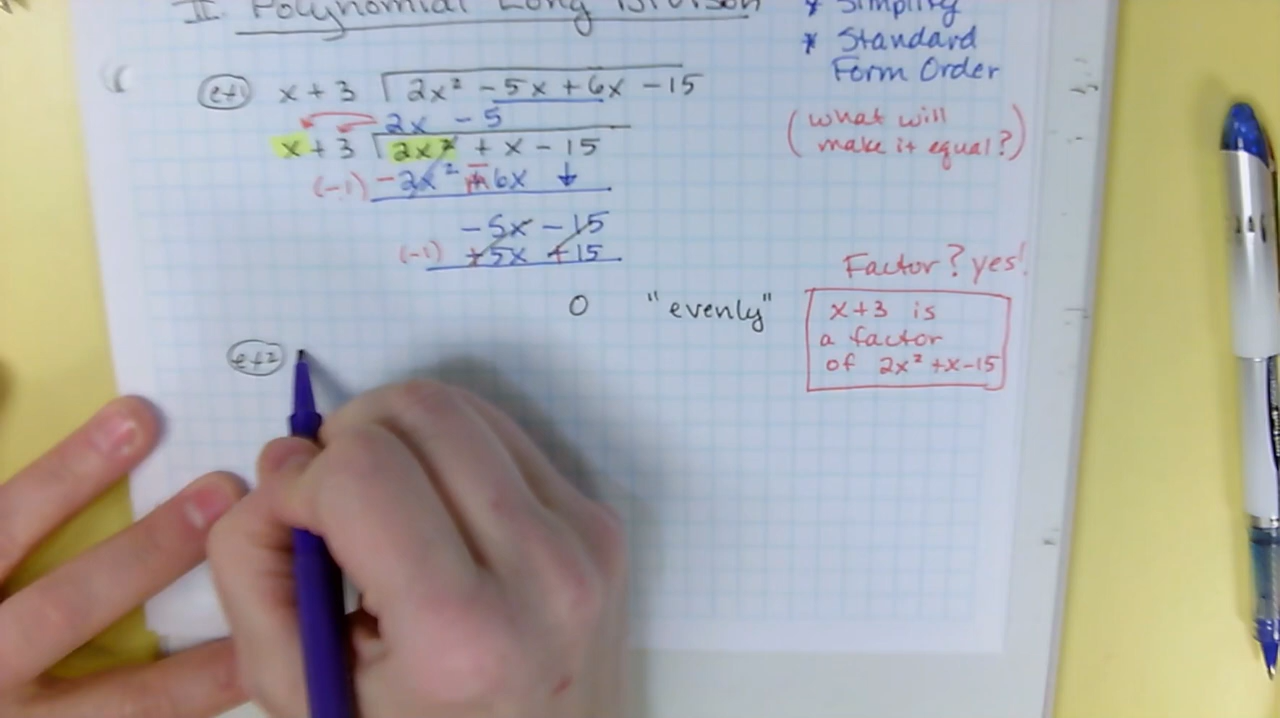 II. Polynomial Long Division
* Simplify
* Standard
Form Order
(what will
make it equal?)
ex1 x + 3 | 2x² - 5x + 6x - 15
2x - 5
x + 3 | 2x² + x - 15
(-1) - 2x² + 6x ↓
- 5x - 15
(-1) + 5x + 15
0 "evenly"
Factor? yes!
x+3 is
a factor
of 2x² + x - 15
ex2